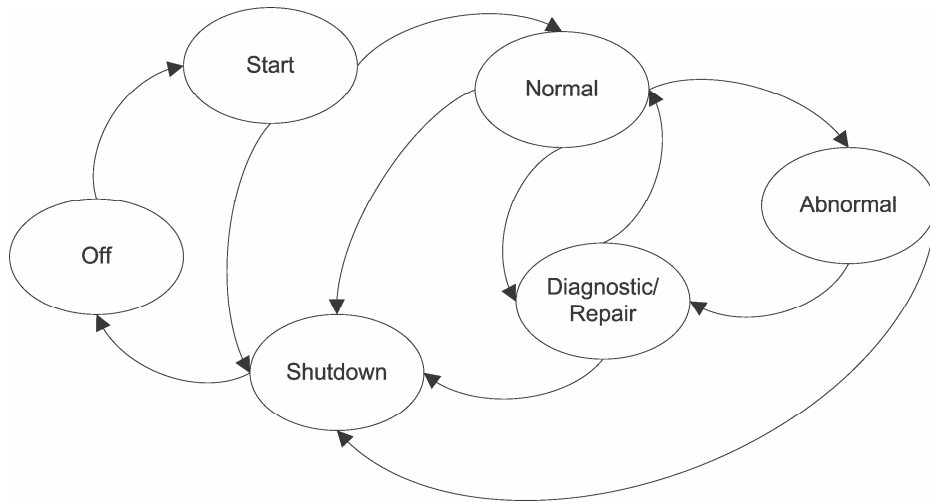 Start
Normal
Abnormal
Off
Diagnostic/
Repair
Shutdown